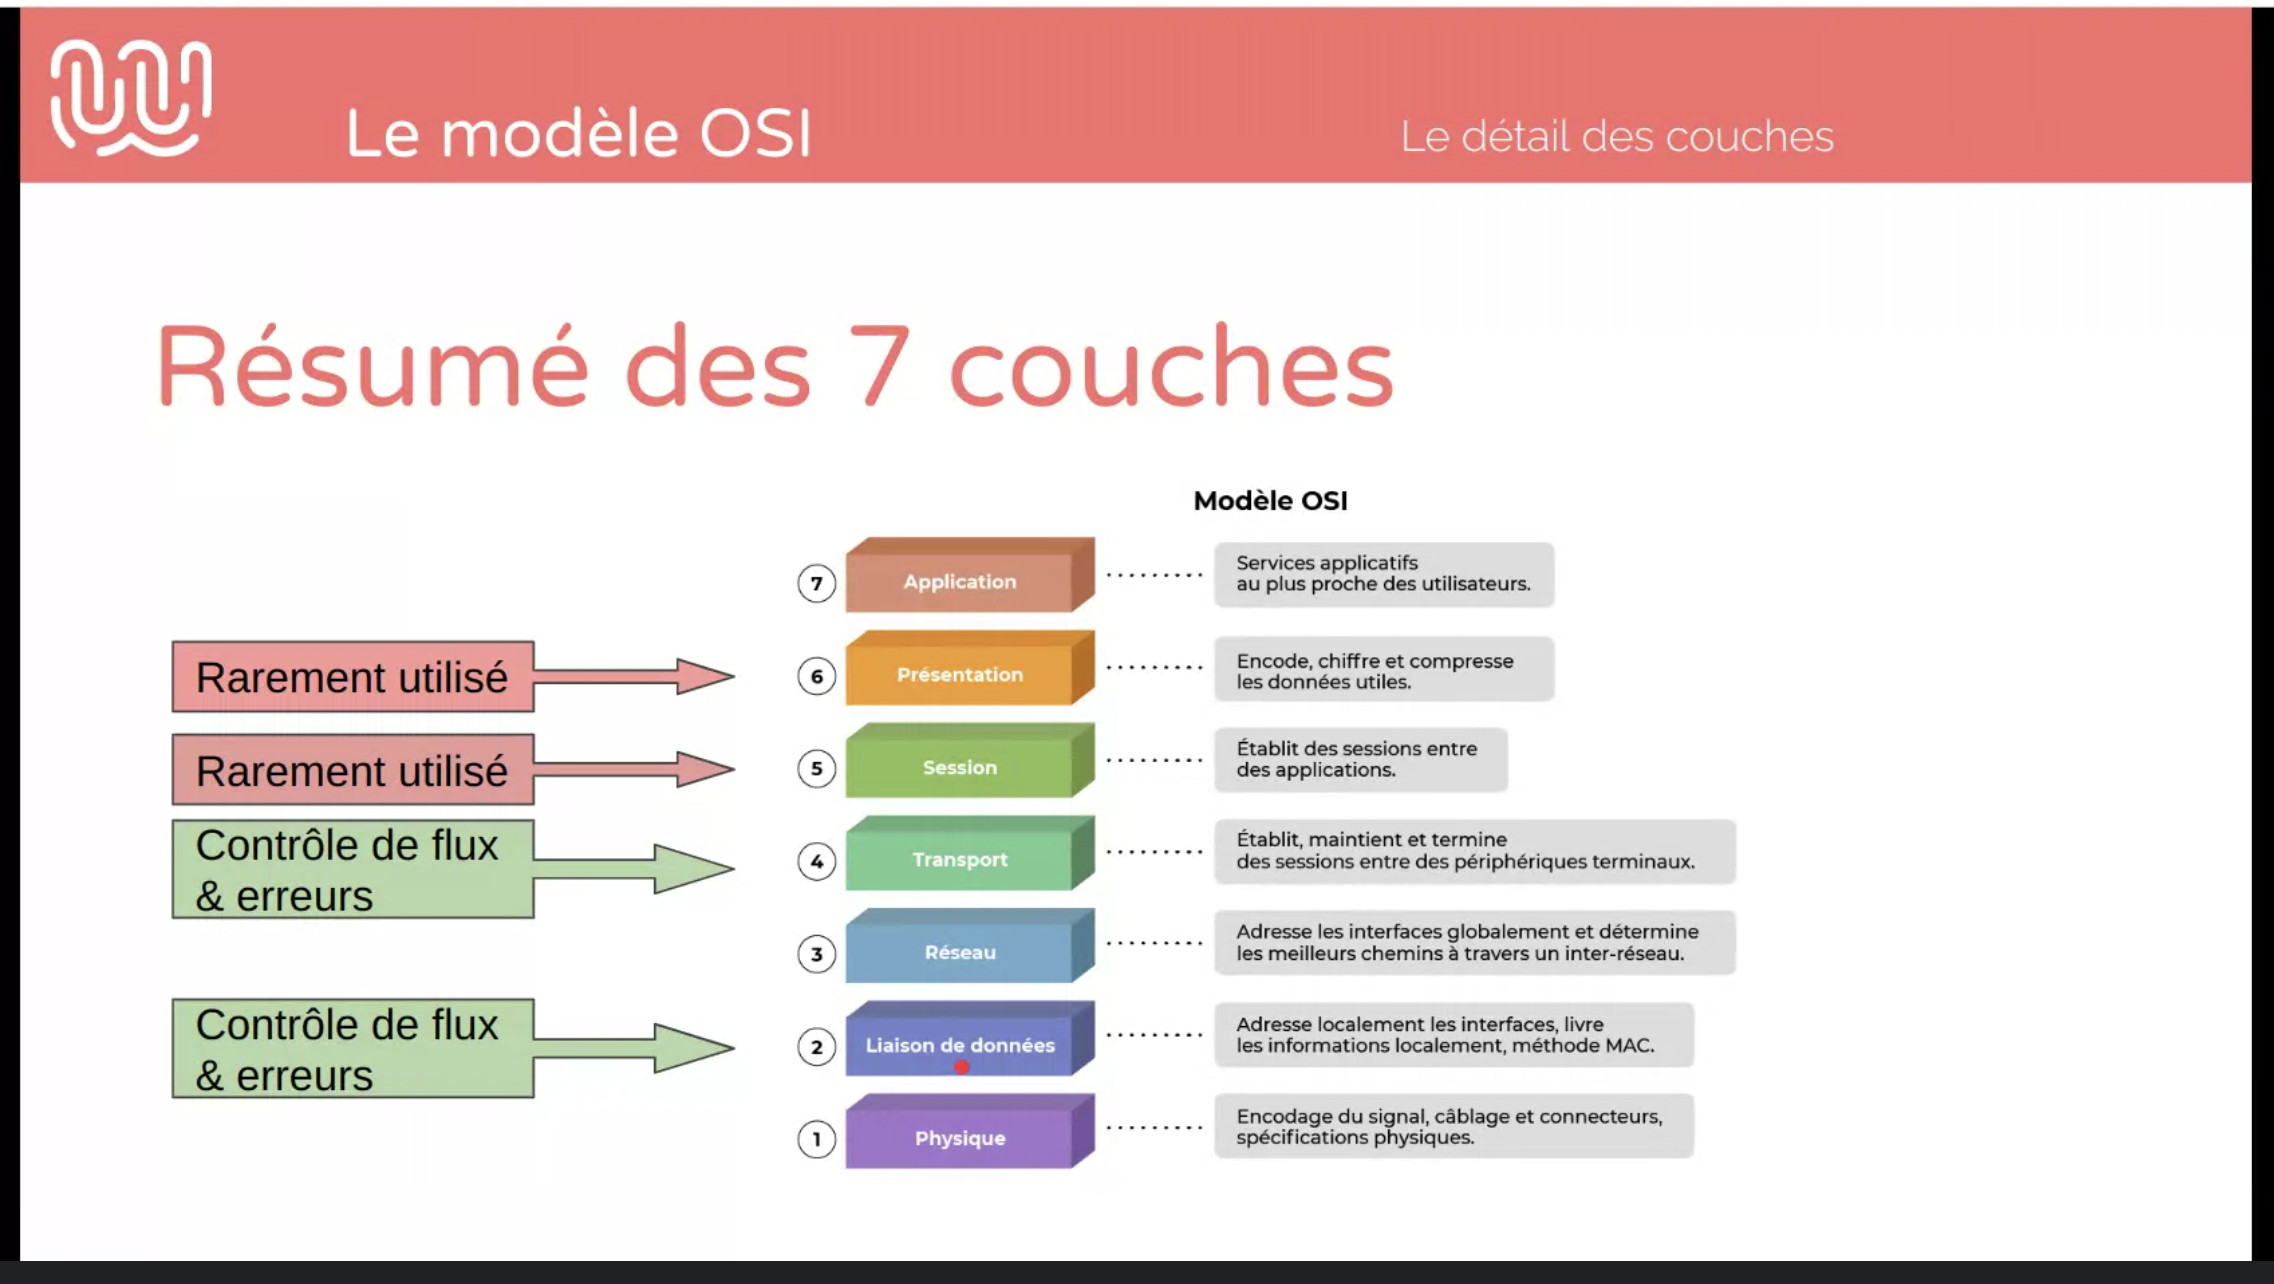 Le modèle OSI
Le détail des couches
Résumé des 7 couches
Modèle OSI
7
Application
Services applicatifs
au plus proche des utilisateurs.
Rarement utilisé
6
Présentation
Encode, chiffre et compresse
les données utiles.
Rarement utilisé
5
Session
Établit des sessions entre
des applications.
Contrôle de flux
& erreurs
4
Transport
Établit, maintient et termine
des sessions entre des périphériques terminaux.
3
Réseau
Adresse les interfaces globalement et détermine
les meilleurs chemins à travers un inter-réseau.
Contrôle de flux
& erreurs
2
Liaison de données
Adresse localement les interfaces, livre
les informations localement, méthode MAC.
1
Physique
Encodage du signal, câblage et connecteurs,
spécifications physiques.